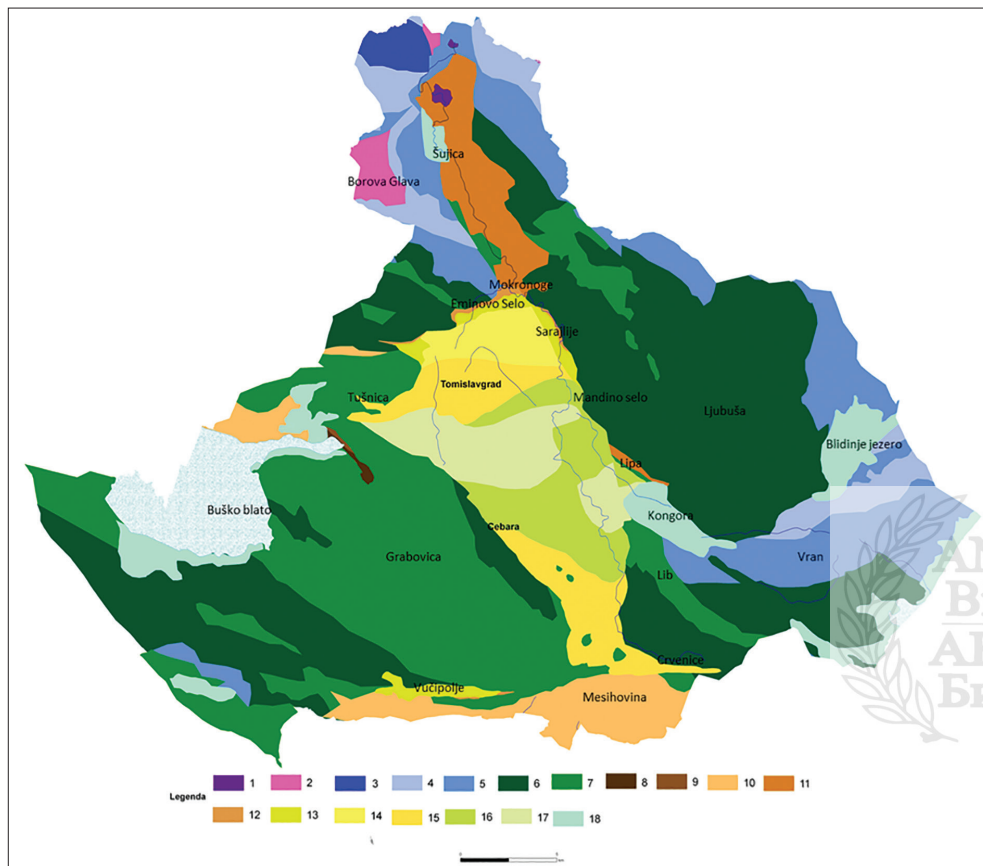 Šujica
Borova Glava
Mokronoge
Eminovo Selo
Sarajlije
Tomislavgrad
Tušnica
Mandino selo
Ljubuša
Blidinje jezero
Lipa
Buško blato
Kongora
Cebara
Grabovica
Vran
Lib
Crvenice
Vučipolje
Mesihovina
Legenda
1 2 3 4 5 6 7 8 9 10 11
12 13 14 15 16 17 18